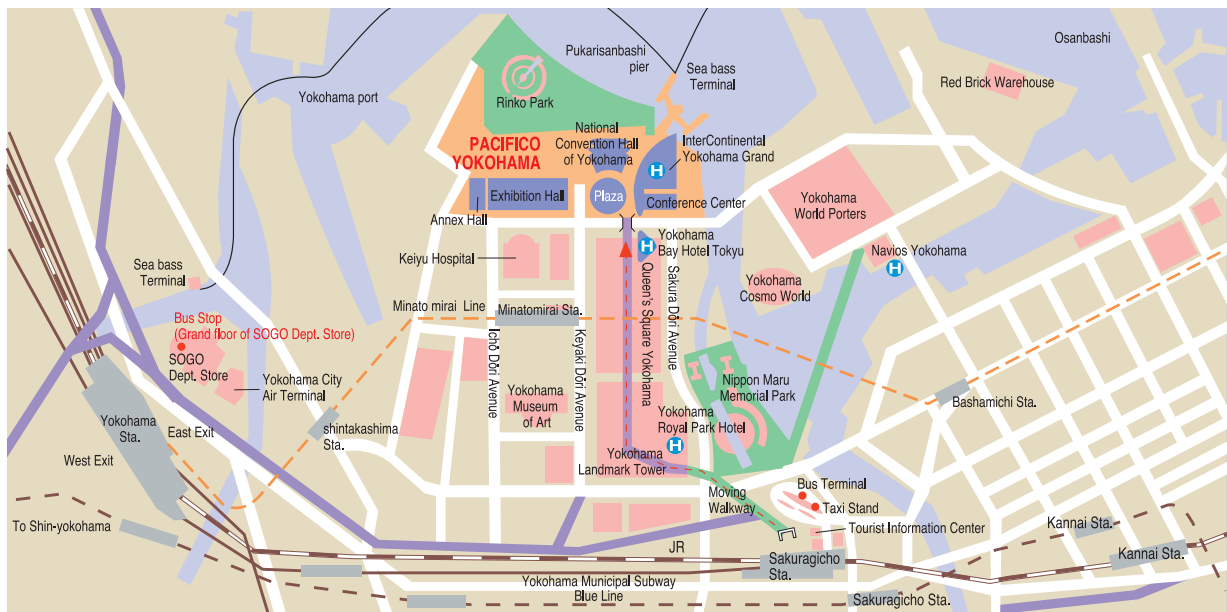 Pukarisanbashi
pier
Osanbashi
Sea bass
Terminal
Red Brick Warehouse
Yokohama port
Rinko Park
National
Convention Hall
of Yokohama
PACIFICO
YOKOHAMA
InterContinental
Yokohama Grand
H
Exhibition Hall
Plaza
Conference Center
Annex Hall
Yokohama
World Porters
Yokohama
Bay Hotel Tokyu
H
Navios Yokohama
H
Keiyu Hospital
Sea bass
Terminal
Yokohama
Cosmo World
Queen's Square Yokohama
Sakura Dōri Avenue
Minato mirai Line
Minatomirai Sta.
Bus Stop
(Grand floor of SOGO Dept. Store)
SOGO
Dept. Store
Ichō Dōri Avenue
Keyaki Dōri Avenue
Yokohama City
Air Terminal
Yokohama
Museum
of Art
Nippon Maru
Memorial Park
Bashamichi Sta.
Yokohama
Sta.
East Exit
shintakashima
Sta.
Yokohama
Royal Park Hotel
H
West Exit
Yokohama
Landmark Tower
Moving
Walkway
Bus Terminal
Taxi Stand
To Shin-yokohama
Tourist Information Center
Kannai Sta.
JR
Sakuragicho
Sta.
Kannai Sta.
Yokohama Municipal Subway
Blue Line
Sakuragicho Sta.